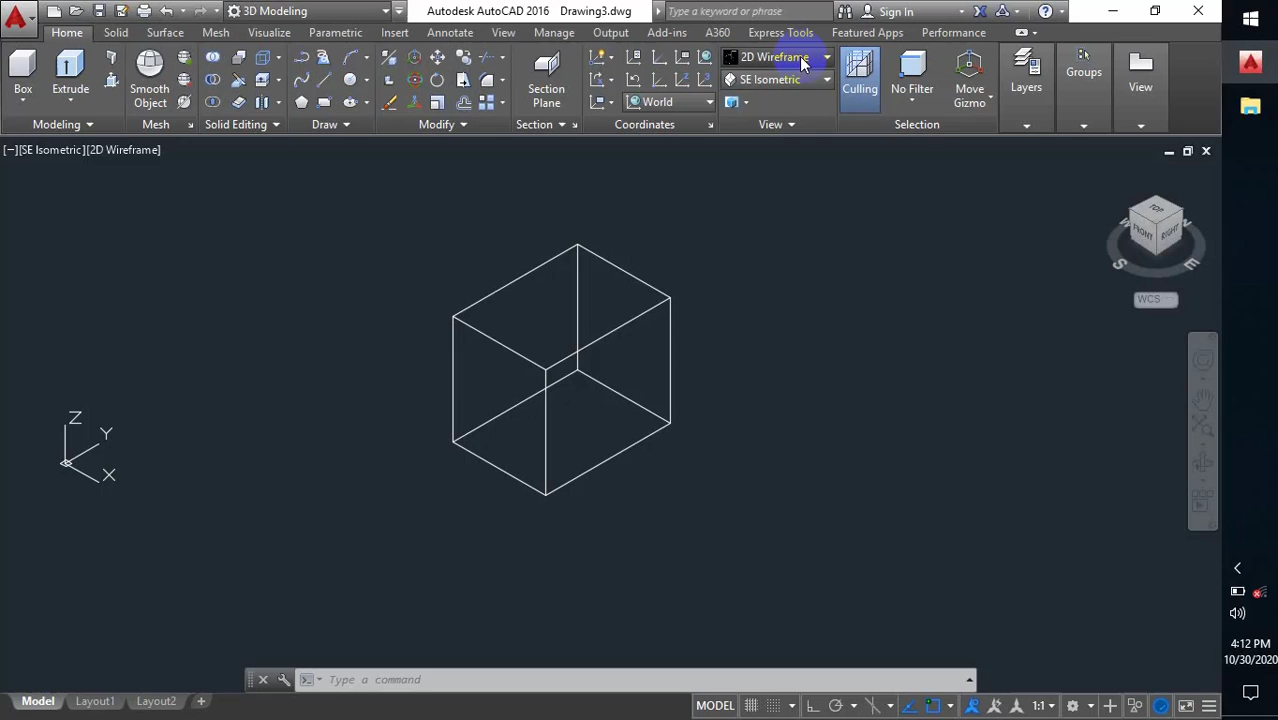 3D Modeling
Autodesk AutoCAD 2016 Drawing3.dwg
Type a keyword or phrase
Sign In
Home Solid Surface Mesh Visualize Parametric Insert Annotate View Manage Output Add-ins A360 Express Tools Featured Apps Performance
2D Wireframe
SE Isometric
World
Box Extrude Smooth Object Section Plane Culling No Filter Move Gizmo Layers Groups View
Modeling Mesh Solid Editing Draw Modify Section Coordinates View Selection
[−][SE Isometric][2D Wireframe]
TOP
FRONT RIGHT
W N
S E
WCS
Z
Y
X
Type a command
Model Layout1 Layout2 +
MODEL 1:1
4:12 PM
10/30/2020